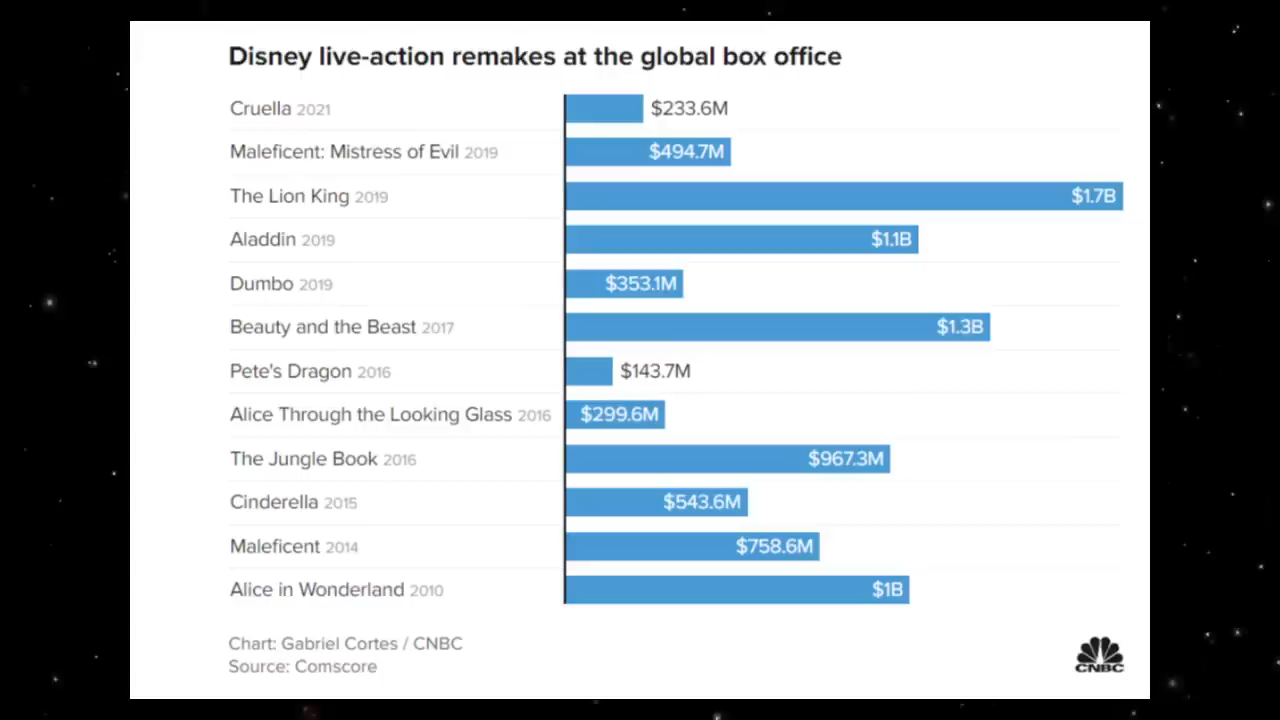 Disney live-action remakes at the global box office
Cruella 2021 $233.6M
Maleficent: Mistress of Evil 2019 $494.7M
The Lion King 2019 $1.7B
Aladdin 2019 $1.1B
Dumbo 2019 $353.1M
Beauty and the Beast 2017 $1.3B
Pete's Dragon 2016 $143.7M
Alice Through the Looking Glass 2016 $299.6M
The Jungle Book 2016 $967.3M
Cinderella 2015 $543.6M
Maleficent 2014 $758.6M
Alice in Wonderland 2010 $1B
Chart: Gabriel Cortes / CNBC
Source: Comscore
CNBC